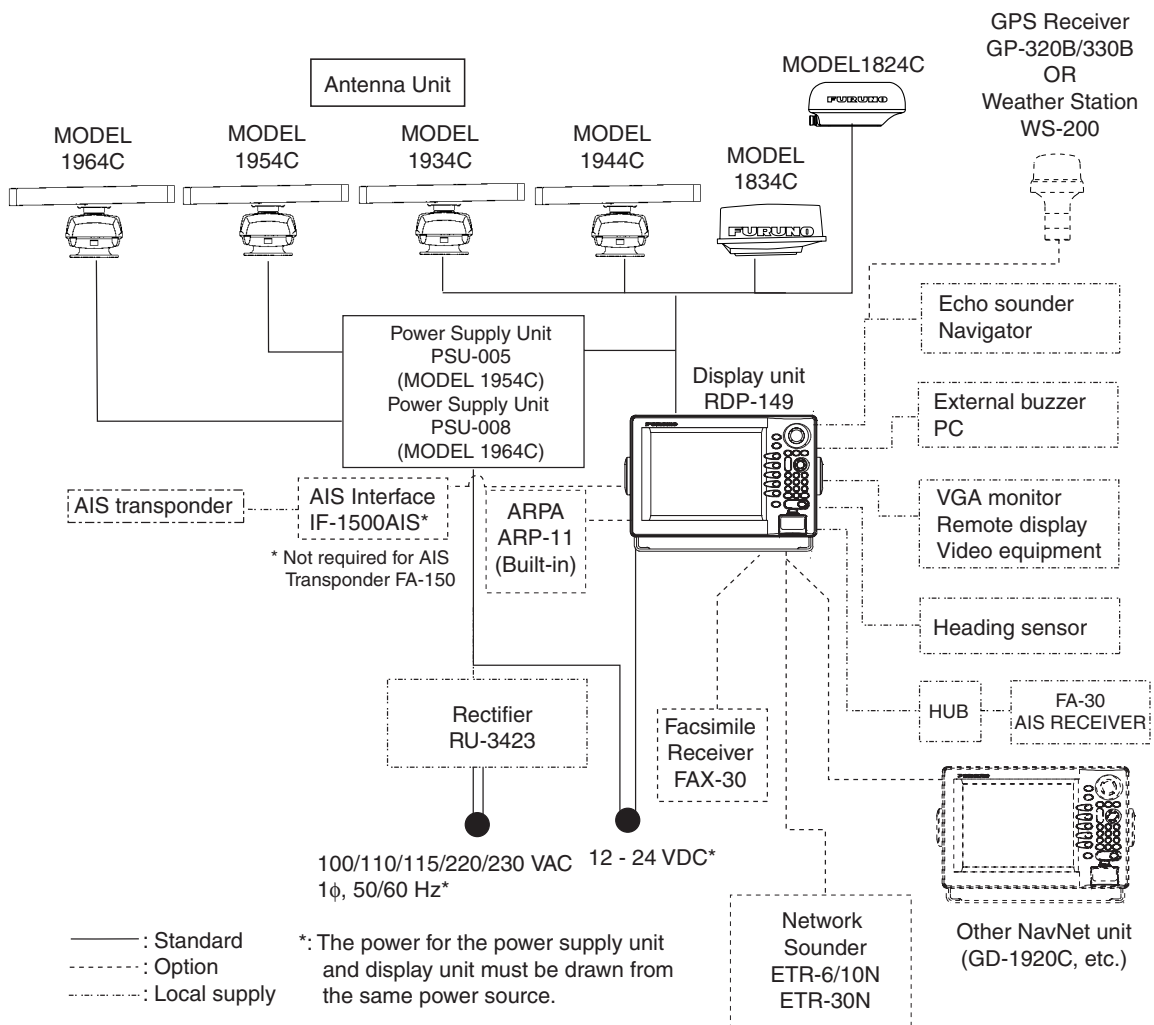 Antenna Unit
MODEL
1964C
MODEL
1954C
MODEL
1934C
MODEL
1944C
MODEL
1834C
MODEL1824C
FURUNO
FURUNO
GPS Receiver
GP-320B/330B
OR
Weather Station
WS-200
Power Supply Unit
PSU-005
(MODEL 1954C)
Power Supply Unit
PSU-008
(MODEL 1964C)
Display unit
RDP-149
FURUNO
Echo sounder
Navigator
External buzzer
PC
VGA monitor
Remote display
Video equipment
Heading sensor
HUB
FA-30
AIS RECEIVER
AIS transponder
AIS Interface
IF-1500AIS*
* Not required for AIS
Transponder FA-150
ARPA
ARP-11
(Built-in)
Rectifier
RU-3423
Facsimile
Receiver
FAX-30
100/110/115/220/230 VAC
1ϕ, 50/60 Hz*
12 - 24 VDC*
Network
Sounder
ETR-6/10N
ETR-30N
FURUNO
Other NavNet unit
(GD-1920C, etc.)
: Standard
: Option
: Local supply
*: The power for the power supply unit
and display unit must be drawn from
the same power source.